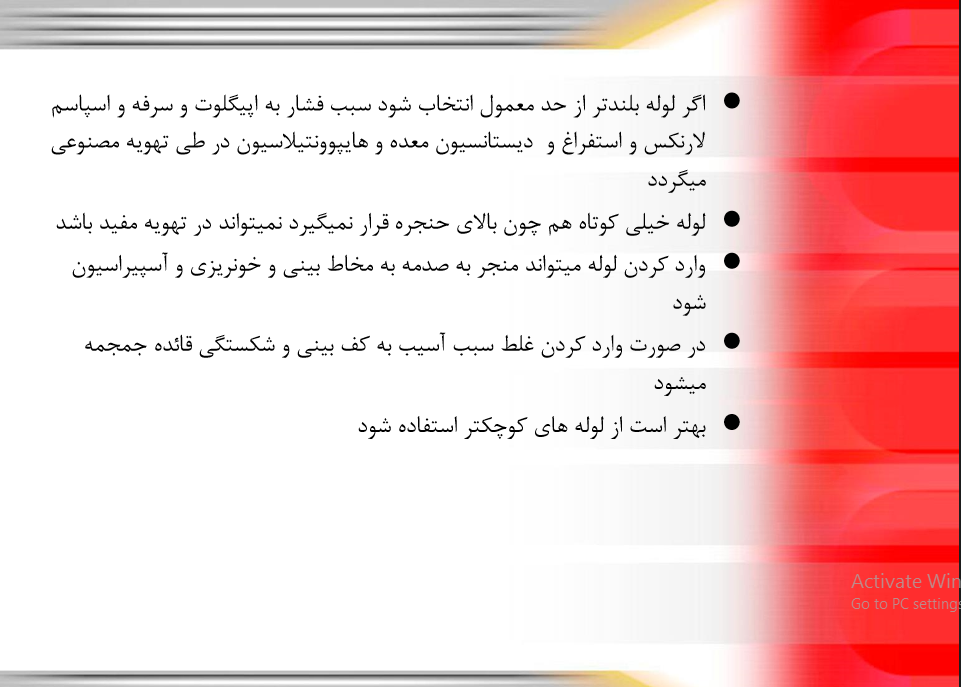 اگر لوله بلندتر از حد معمول انتخاب شود سبب فشار به اپیگلوت و سرفه و اسپاسم
لارنکس و استفراغ و دیستانسیون معده و هایپوونتیلاسیون در طی تهویه مصنوعی
میگردد
لوله خیلی کوتاه هم چون بالای حنجره قرار نمیگیرد نمیتواند در تهویه مفید باشد
وارد کردن لوله میتواند منجر به صدمه به مخاط بینی و خونریزی و آسپیراسیون
شود
در صورت وارد کردن غلط سبب آسیب به کف بینی و شکستگی قائده جمجمه
میشود
بهتر است از لوله های کوچکتر استفاده شود
Activate Win
Go to PC settings